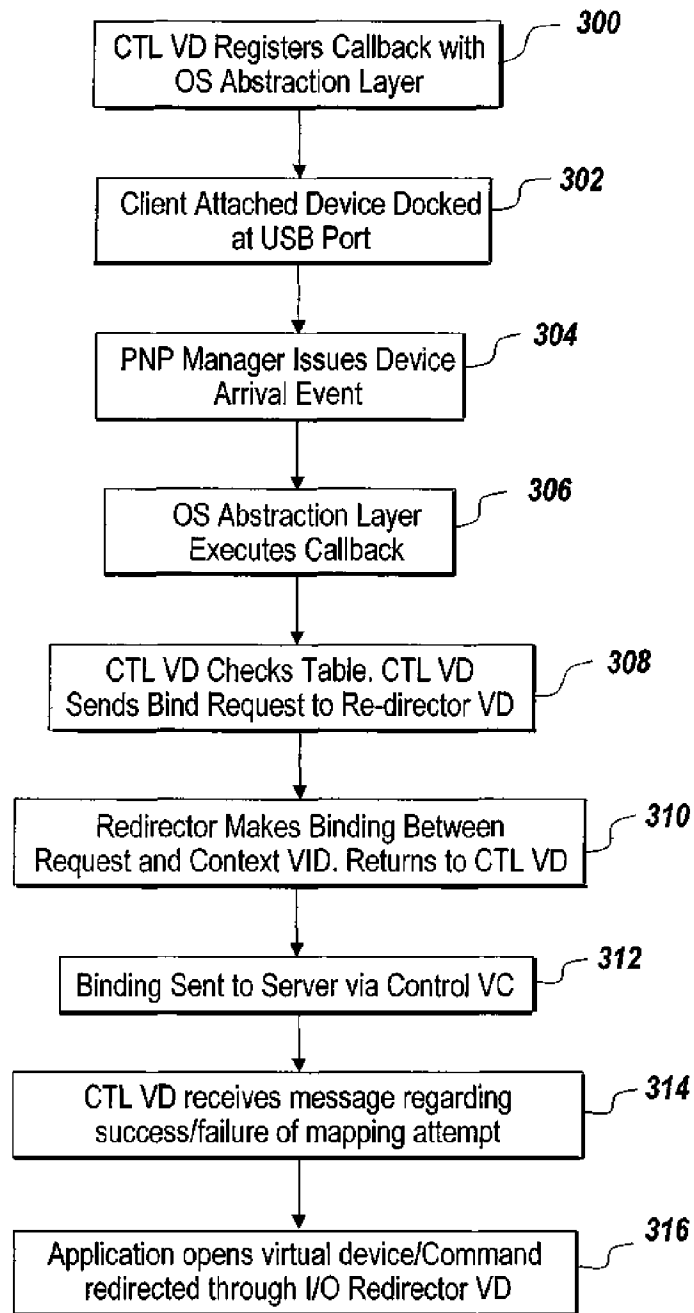 300
CTL VD Registers Callback with
OS Abstraction Layer
302
Client Attached Device Docked
at USB Port
304
PNP Manager Issues Device
Arrival Event
306
OS Abstraction Layer
Executes Callback
308
CTL VD Checks Table. CTL VD
Sends Bind Request to Re-director VD
310
Redirector Makes Binding Between
Request and Context VID. Returns to CTL VD
312
Binding Sent to Server via Control VC
314
CTL VD receives message regarding
success/failure of mapping attempt
316
Application opens virtual device/Command
redirected through I/O Redirector VD